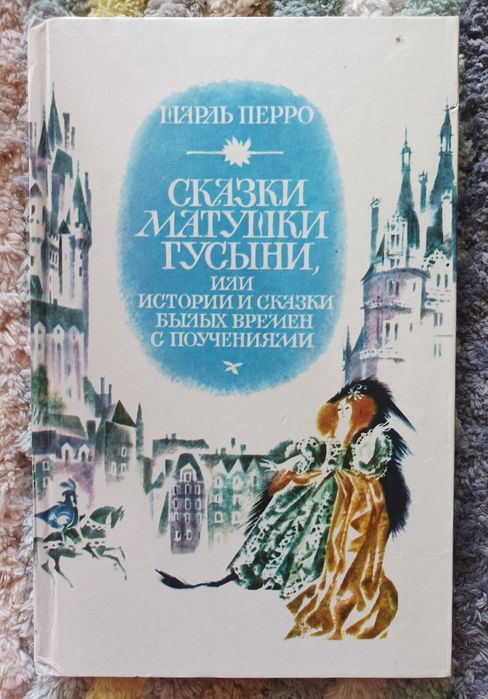 ШАРЛЬ ПЕРРО
СКАЗКИ
МАТУШКИ
ГУСЫНИ,
ИЛИ
ИСТОРИИ И СКАЗКИ
БЫЛЫХ ВРЕМЕН
С ПОУЧЕНИЯМИ